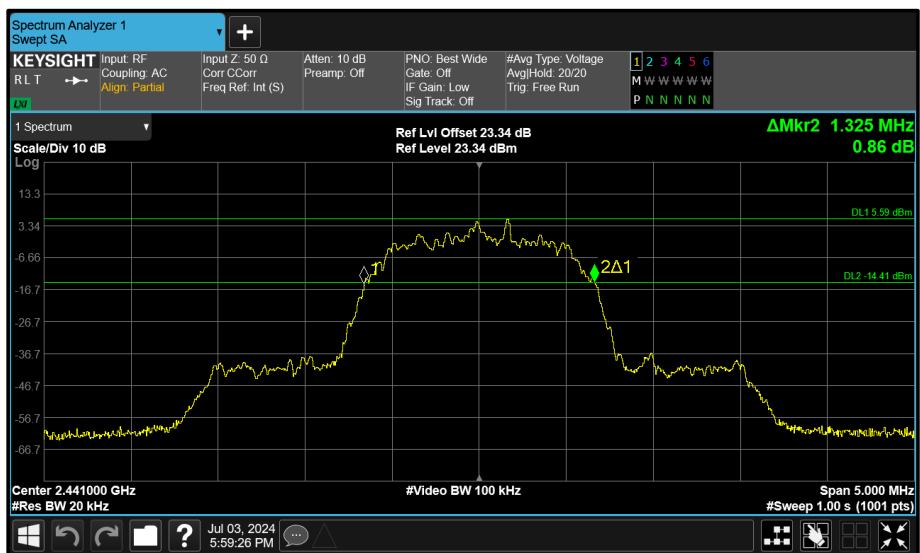 Spectrum Analyzer 1
Swept SA
+
KEYSIGHT
RLT
LXI
Input: RF
Coupling: AC
Align: Partial
Input Z: 50 Ω
Corr CCorr
Freq Ref: Int (S)
Atten: 10 dB
Preamp: Off
PNO: Best Wide
Gate: Off
IF Gain: Low
Sig Track: Off
#Avg Type: Voltage
Avg|Hold: 20/20
Trig: Free Run
1 2 3 4 5 6
M W W W W W
P N N N N N
1 Spectrum
Scale/Div 10 dB
Ref Lvl Offset 23.34 dB
Ref Level 23.34 dBm
ΔMkr2 1.325 MHz
0.86 dB
Log
13.3
3.34
-6.66
-16.7
-26.7
-36.7
-46.7
-56.7
-66.7
DL1 5.59 dBm
1
2Δ1
DL2 -14.41 dBm
Center 2.441000 GHz
#Res BW 20 kHz
#Video BW 100 kHz
Span 5.000 MHz
#Sweep 1.00 s (1001 pts)
?
Jul 03, 2024
5:59:26 PM